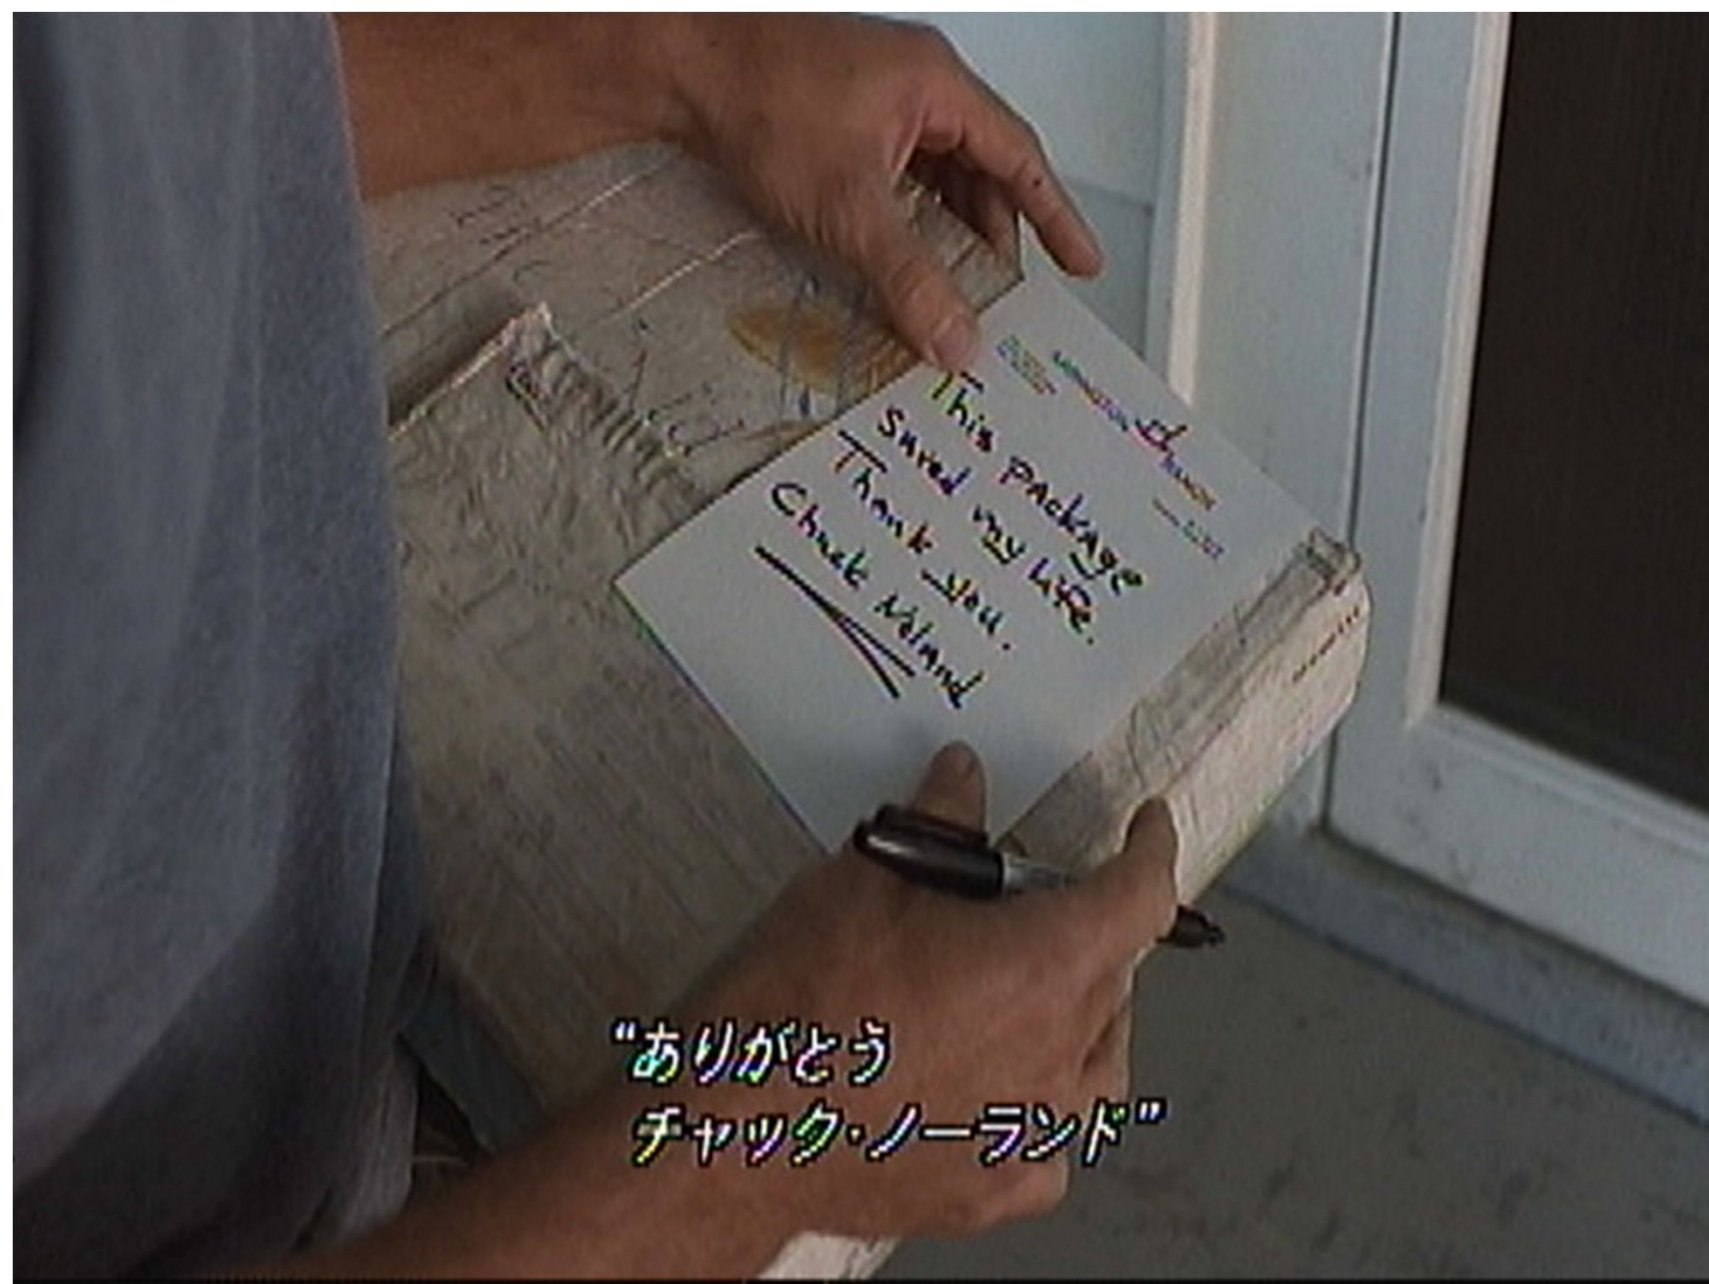 This package
saved my life.
Thank you.
Chuck Noland
“ありがとう
チャック・ノーランド”